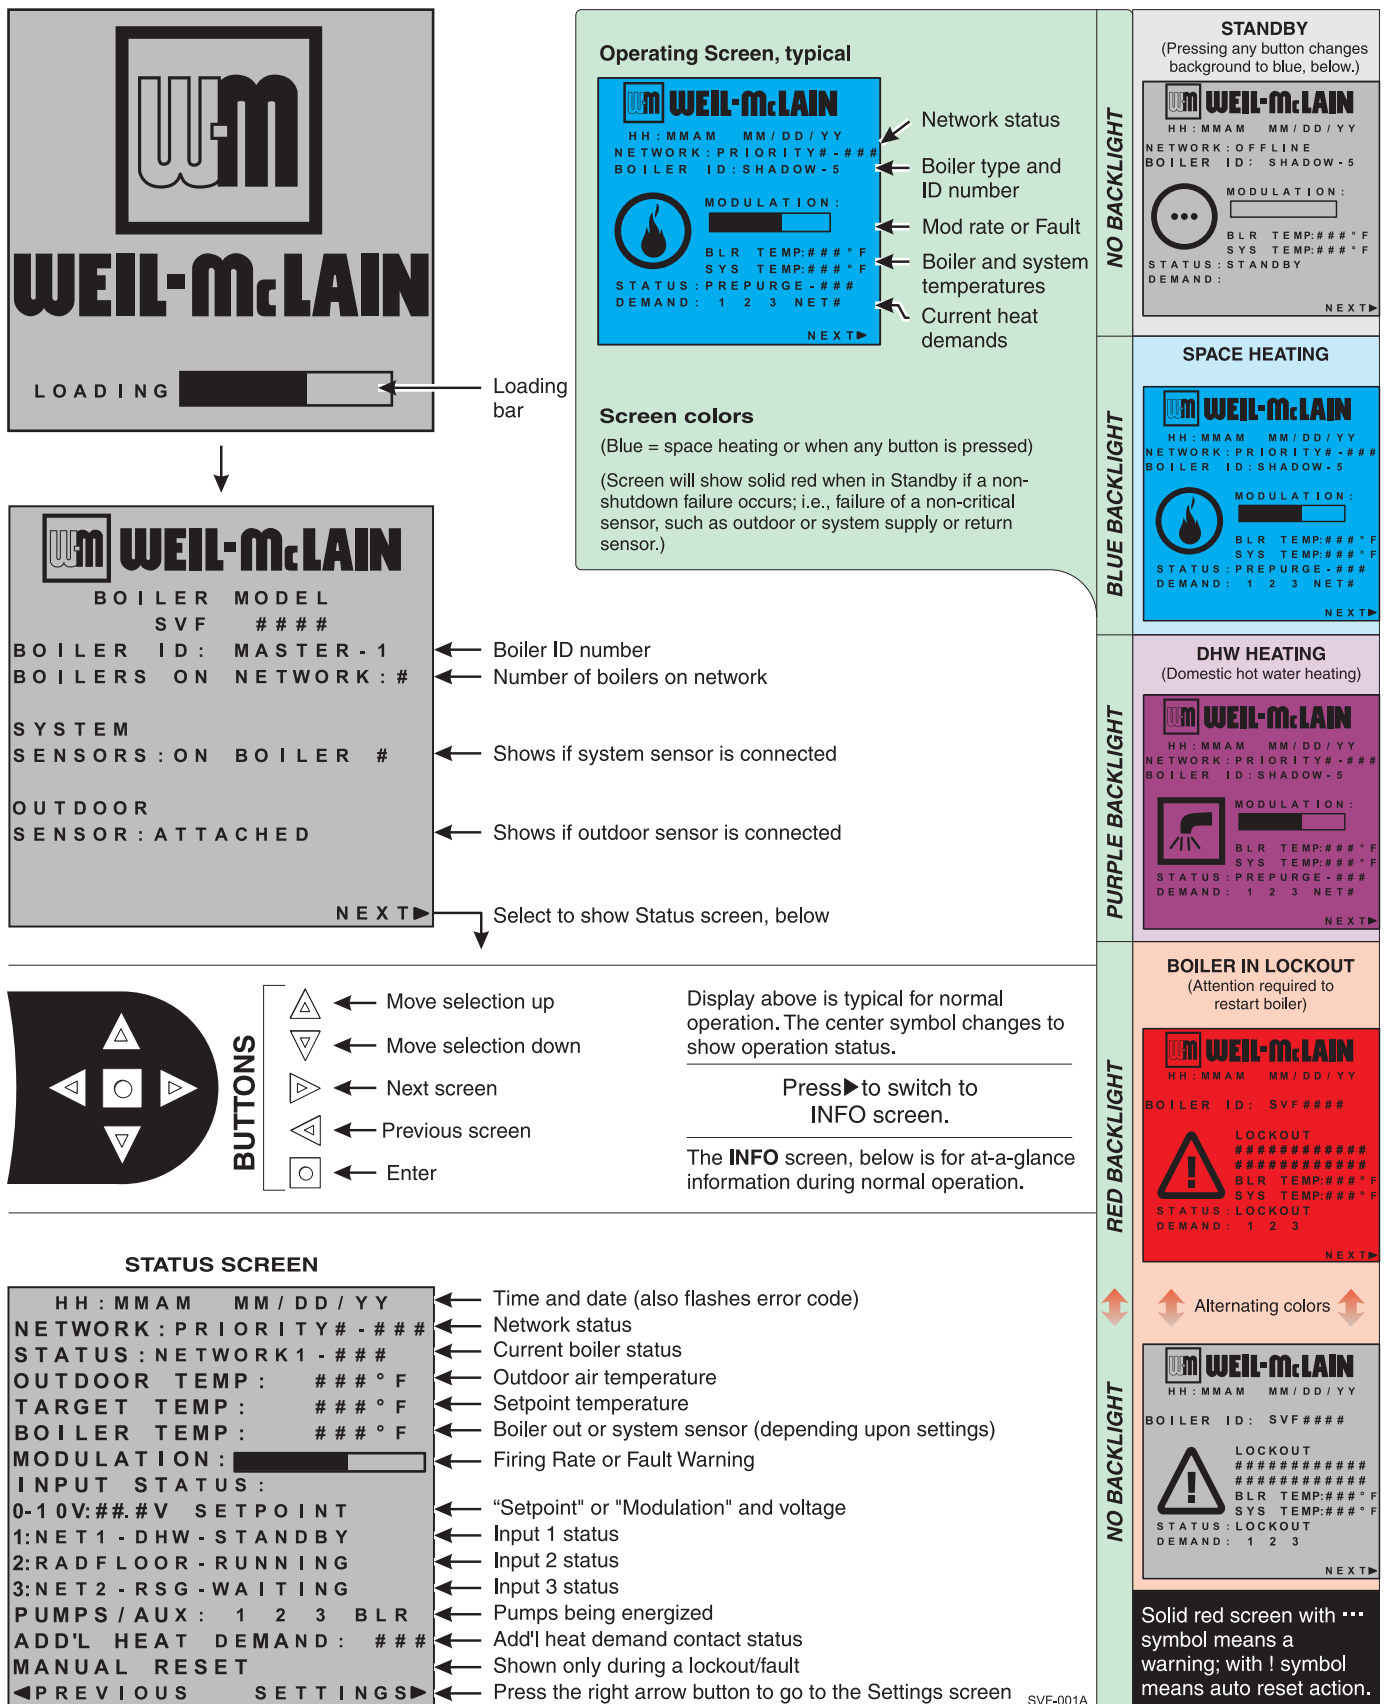 WM
WEIL-McLAIN
LOADING
Loading
bar
WM WEIL-McLAIN
BOILER MODEL
SVF ####
BOILER ID: MASTER-1
BOILERS ON NETWORK:#
SYSTEM
SENSORS:ON BOILER #
OUTDOOR
SENSOR:ATTACHED
NEXT▶
Boiler ID number
Number of boilers on network
Shows if system sensor is connected
Shows if outdoor sensor is connected
Select to show Status screen, below
Operating Screen, typical
WM WEIL-McLAIN
HH:MMAM MM/DD/YY
NETWORK:PRIORITY#-###
BOILER ID:SHADOW-5
MODULATION:
BLR TEMP:###°F
SYS TEMP:###°F
STATUS:PREPURGE-###
DEMAND: 1 2 3 NET#
NEXT▶
Network status
Boiler type and
ID number
Mod rate or Fault
Boiler and system
temperatures
Current heat
demands
Screen colors
(Blue = space heating or when any button is pressed)
(Screen will show solid red when in Standby if a non-
shutdown failure occurs; i.e., failure of a non-critical
sensor, such as outdoor or system supply or return
sensor.)
BUTTONS
Move selection up
Move selection down
Next screen
Previous screen
Enter
Display above is typical for normal
operation. The center symbol changes to
show operation status.
Press▶to switch to
INFO screen.
The INFO screen, below is for at-a-glance
information during normal operation.
STATUS SCREEN
HH:MMAM MM/DD/YY
NETWORK:PRIORITY#-###
STATUS:NETWORK1-###
OUTDOOR TEMP: ###°F
TARGET TEMP: ###°F
BOILER TEMP: ###°F
MODULATION:
INPUT STATUS:
0-10V:##.#V SETPOINT
1:NET1-DHW-STANDBY
2:RADFLOOR-RUNNING
3:NET2-RSG-WAITING
PUMPS/AUX: 1 2 3 BLR
ADD'L HEAT DEMAND: ###
MANUAL RESET
◀PREVIOUS SETTINGS▶
Time and date (also flashes error code)
Network status
Current boiler status
Outdoor air temperature
Setpoint temperature
Boiler out or system sensor (depending upon settings)
Firing Rate or Fault Warning
“Setpoint" or "Modulation" and voltage
Input 1 status
Input 2 status
Input 3 status
Pumps being energized
Add'l heat demand contact status
Shown only during a lockout/fault
Press the right arrow button to go to the Settings screen
SVF-001A
NO BACKLIGHT
STANDBY
(Pressing any button changes
background to blue, below.)
WM WEIL-McLAIN
HH:MMAM MM/DD/YY
NETWORK:OFFLINE
BOILER ID: SHADOW-5
MODULATION:
BLR TEMP:###°F
SYS TEMP:###°F
STATUS:STANDBY
DEMAND:
NEXT▶
BLUE BACKLIGHT
SPACE HEATING
WM WEIL-McLAIN
HH:MMAM MM/DD/YY
NETWORK:PRIORITY#-###
BOILER ID:SHADOW-5
MODULATION:
BLR TEMP:###°F
SYS TEMP:###°F
STATUS:PREPURGE-###
DEMAND: 1 2 3 NET#
NEXT▶
PURPLE BACKLIGHT
DHW HEATING
(Domestic hot water heating)
WM WEIL-McLAIN
HH:MMAM MM/DD/YY
NETWORK:PRIORITY#-###
BOILER ID:SHADOW-5
MODULATION:
BLR TEMP:###°F
SYS TEMP:###°F
STATUS:PREPURGE-###
DEMAND: 1 2 3 NET#
NEXT▶
RED BACKLIGHT
BOILER IN LOCKOUT
(Attention required to
restart boiler)
WM WEIL-McLAIN
HH:MMAM MM/DD/YY
BOILER ID: SVF####
LOCKOUT
############
############
BLR TEMP:###°F
SYS TEMP:###°F
STATUS:LOCKOUT
DEMAND: 1 2 3
NEXT▶
Alternating colors
NO BACKLIGHT
WM WEIL-McLAIN
HH:MMAM MM/DD/YY
BOILER ID: SVF####
LOCKOUT
############
############
BLR TEMP:###°F
SYS TEMP:###°F
STATUS:LOCKOUT
DEMAND: 1 2 3
NEXT▶
Solid red screen with •••
symbol means a
warning; with ! symbol
means auto reset action.